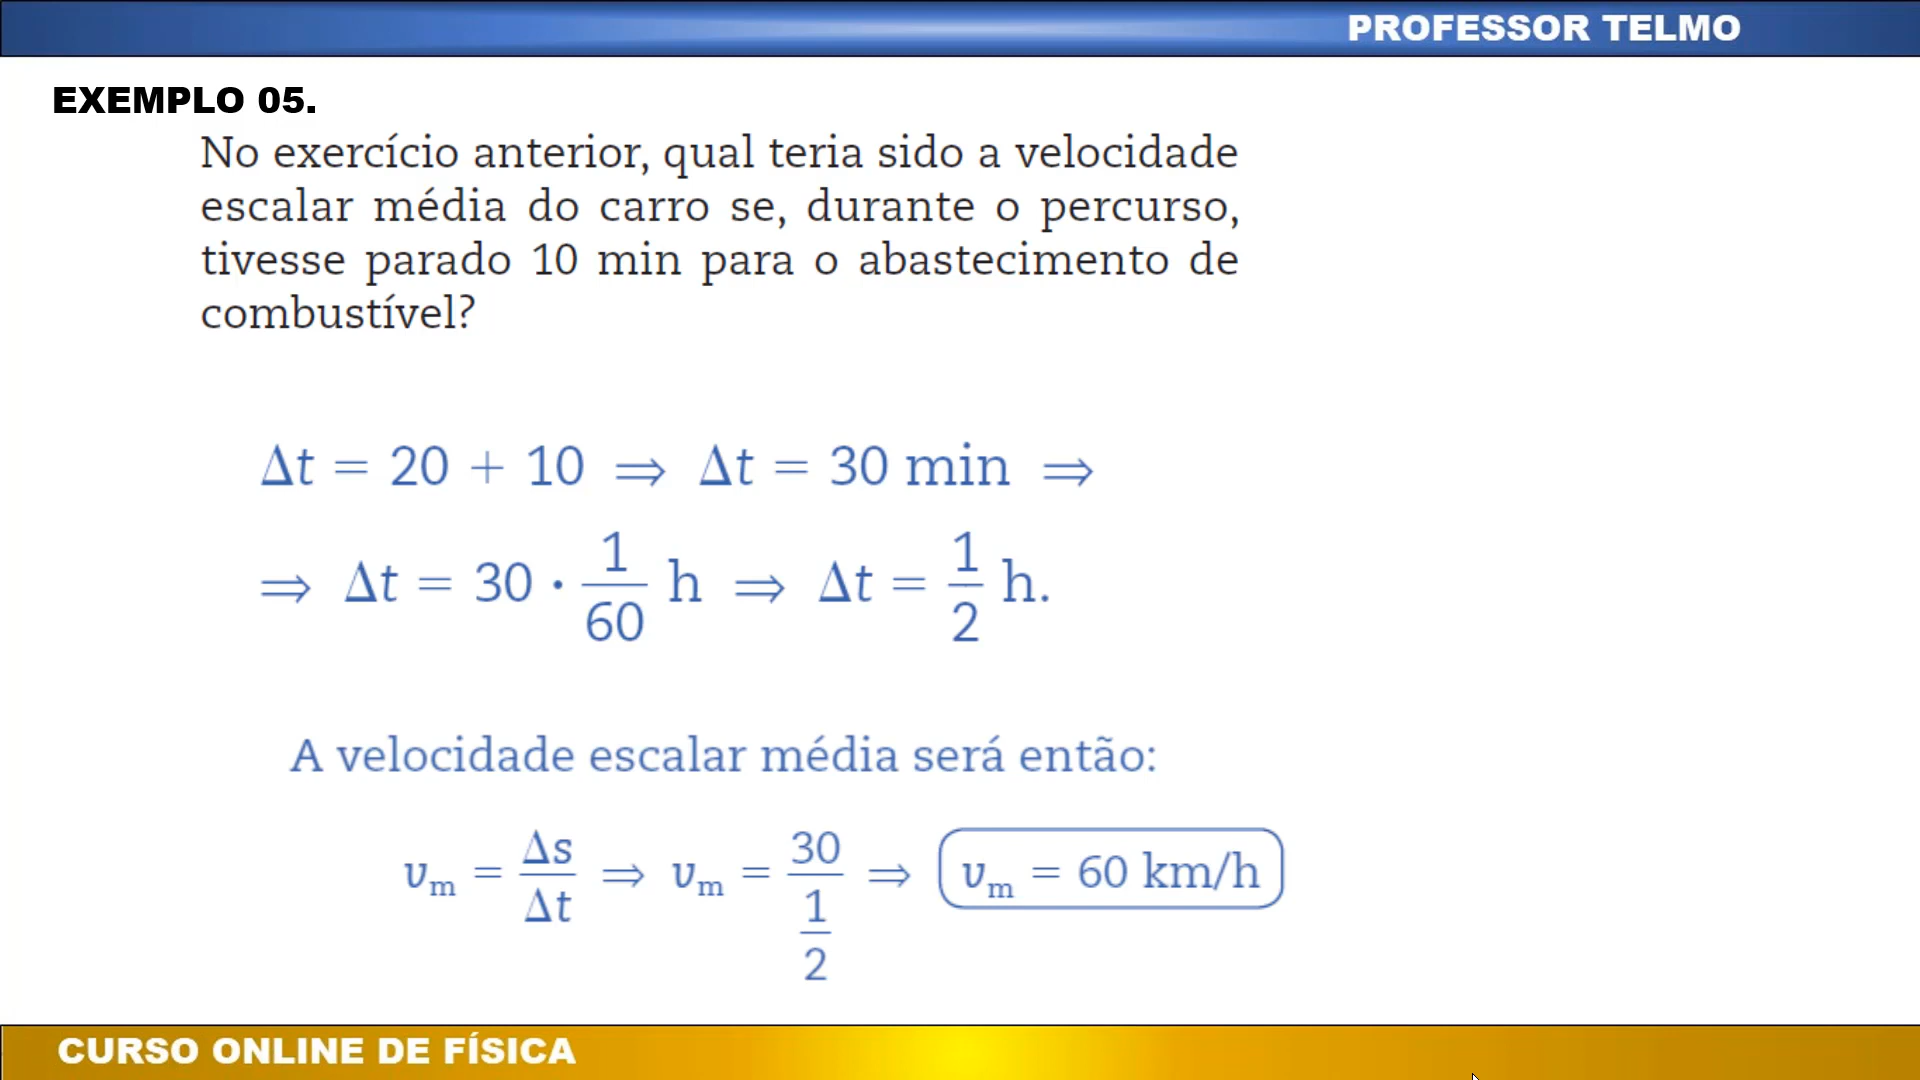 PROFESSOR TELMO
EXEMPLO 05.
No exercício anterior, qual teria sido a velocidade
escalar média do carro se, durante o percurso,
tivesse parado 10 min para o abastecimento de
combustível?
Δt = 20 + 10 ⇒ Δt = 30 min ⇒
⇒ Δt = 30 · 1/60 h ⇒ Δt = 1/2 h.
A velocidade escalar média será então:
vₘ = Δs/Δt ⇒ vₘ = 30/(1/2) ⇒ vₘ = 60 km/h
CURSO ONLINE DE FÍSICA